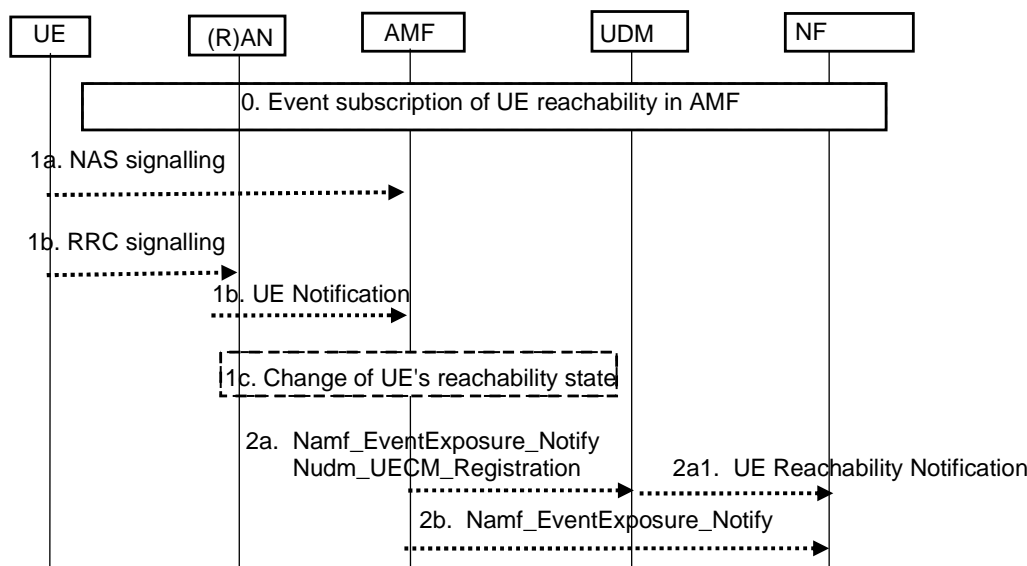 UE
(R)AN
AMF
UDM
NF
0. Event subscription of UE reachability in AMF
1a. NAS signalling
1b. RRC signalling
1b. UE Notification
1c. Change of UE's reachability state
2a. Namf_EventExposure_Notify
Nudm_UECM_Registration
2a1. UE Reachability Notification
2b. Namf_EventExposure_Notify